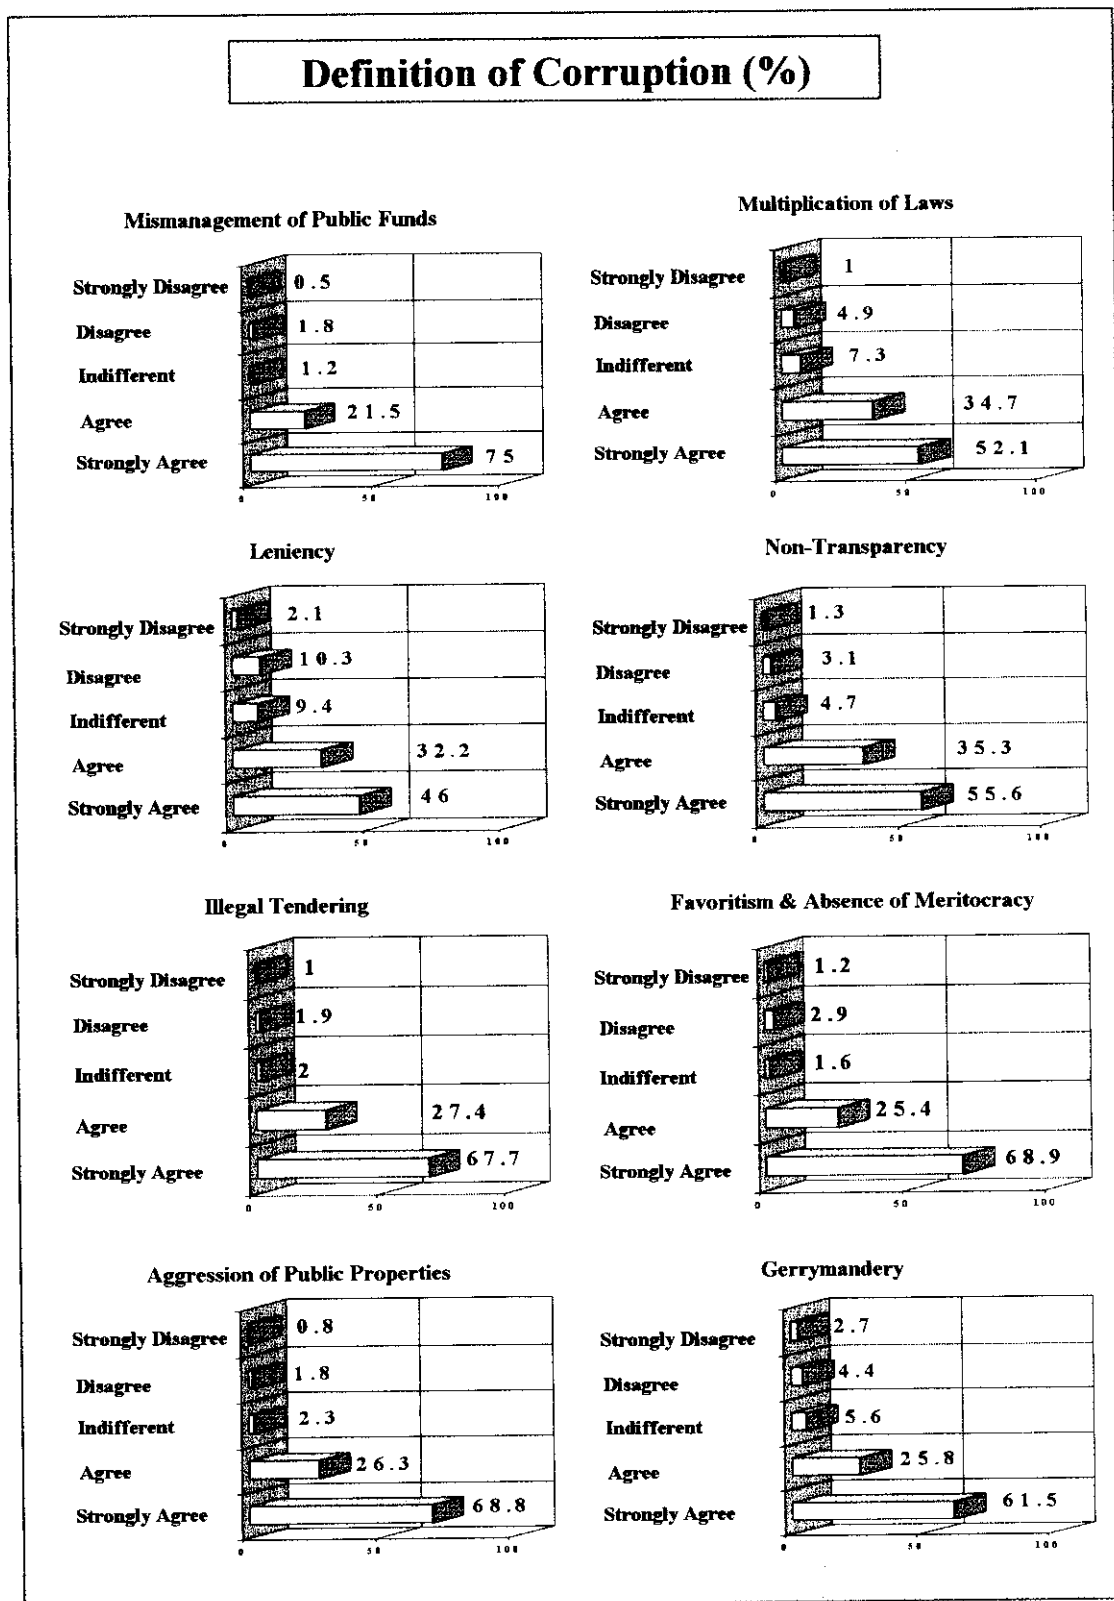 Definition of Corruption (%)
Mismanagement of Public Funds
Strongly Disagree 0.5
Disagree 1.8
Indifferent 1.2
Agree 21.5
Strongly Agree 75
0 50 100
Multiplication of Laws
Strongly Disagree 1
Disagree 4.9
Indifferent 7.3
Agree 34.7
Strongly Agree 52.1
0 50 100
Leniency
Strongly Disagree 2.1
Disagree 10.3
Indifferent 9.4
Agree 32.2
Strongly Agree 46
0 50 100
Non-Transparency
Strongly Disagree 1.3
Disagree 3.1
Indifferent 4.7
Agree 35.3
Strongly Agree 55.6
0 50 100
Illegal Tendering
Strongly Disagree 1
Disagree 1.9
Indifferent 2
Agree 27.4
Strongly Agree 67.7
0 50 100
Favoritism & Absence of Meritocracy
Strongly Disagree 1.2
Disagree 2.9
Indifferent 1.6
Agree 25.4
Strongly Agree 68.9
0 50 100
Aggression of Public Properties
Strongly Disagree 0.8
Disagree 1.8
Indifferent 2.3
Agree 26.3
Strongly Agree 68.8
0 50 100
Gerrymandery
Strongly Disagree 2.7
Disagree 4.4
Indifferent 5.6
Agree 25.8
Strongly Agree 61.5
0 50 100